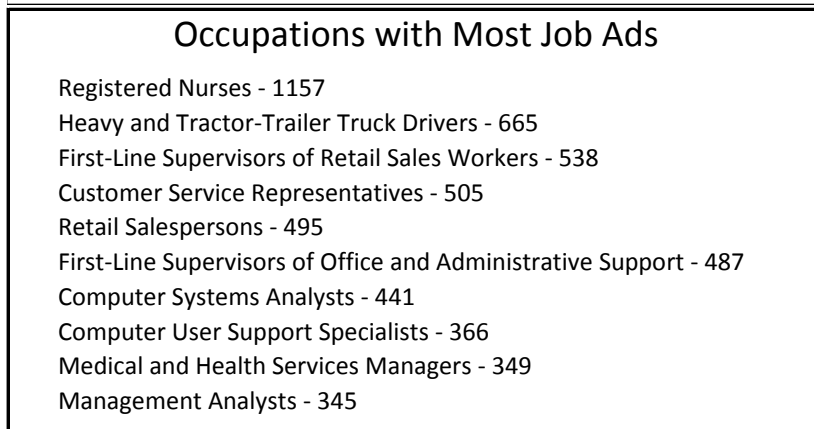 Occupations with Most Job Ads
Registered Nurses - 1157
Heavy and Tractor-Trailer Truck Drivers - 665
First-Line Supervisors of Retail Sales Workers - 538
Customer Service Representatives - 505
Retail Salespersons - 495
First-Line Supervisors of Office and Administrative Support - 487
Computer Systems Analysts - 441
Computer User Support Specialists - 366
Medical and Health Services Managers - 349
Management Analysts - 345